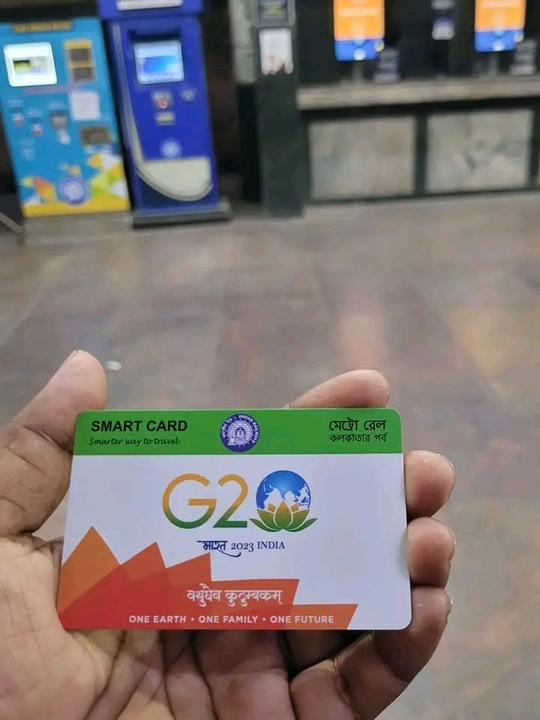 SMART CARD
Smarter way to travel
মেট্রো রেল
কলকাতার গর্ব
G20
भारत 2023 INDIA
वसुधैव कुटुम्बकम्
ONE EARTH • ONE FAMILY • ONE FUTURE